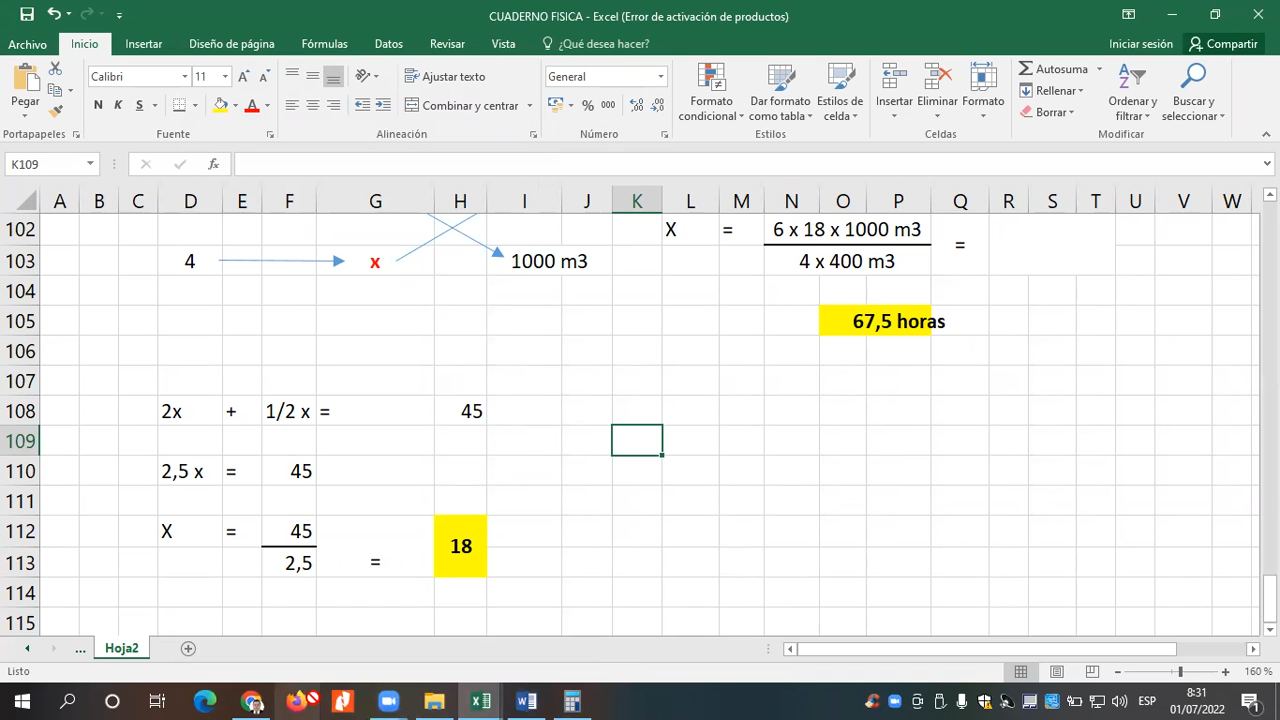 CUADERNO FISICA - Excel (Error de activación de productos)
Archivo Inicio Insertar Diseño de página Fórmulas Datos Revisar Vista ¿Qué desea hacer? Iniciar sesión Compartir
Pegar
Calibri 11
N K S
Ajustar texto
Combinar y centrar
General
% 000
Formato condicional
Dar formato como tabla
Estilos de celda
Insertar Eliminar Formato
Autosuma
Rellenar
Borrar
Ordenar y filtrar
Buscar y seleccionar
Portapapeles Fuente Alineación Número Estilos Celdas Modificar
K109 fx
A B C D E F G H I J K L M N O P Q R S T U V W
102 X = 6 x 18 x 1000 m3 =
103 4 x 1000 m3 4 x 400 m3
104
105 67,5 horas
106
107
108 2x + 1/2 x = 45
109
110 2,5 x = 45
111
112 X = 45 18
113 2,5 =
114
115
... Hoja2
Listo 160 %
ESP 8:31
01/07/2022